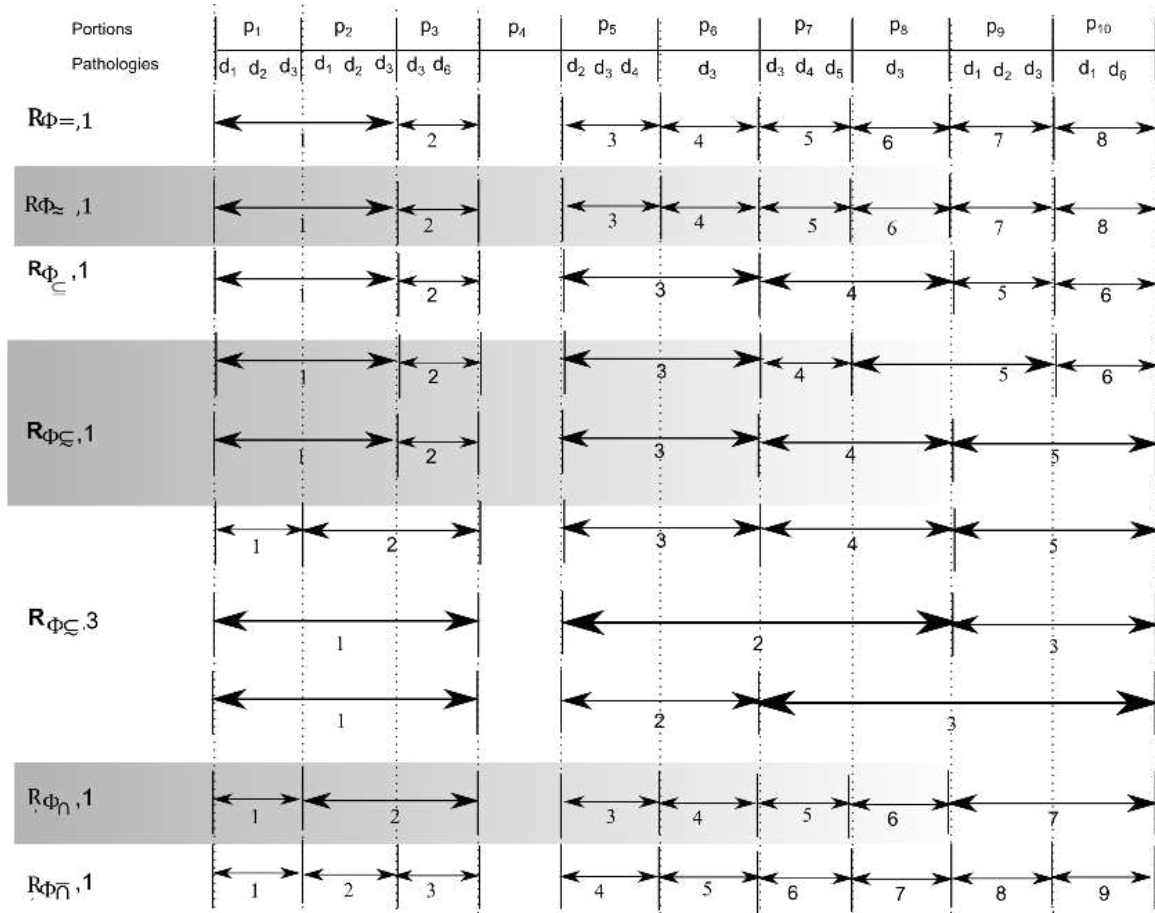 Portions p₁ p₂ p₃ p₄ p₅ p₆ p₇ p₈ p₉ p₁₀
Pathologies d₁ d₂ d₃ d₁ d₂ d₃ d₃ d₆ d₂ d₃ d₄ d₃ d₃ d₄ d₅ d₃ d₁ d₂ d₃ d₁ d₆
RΦ=,1 1 2 3 4 5 6 7 8
RΦ≈,1 1 2 3 4 5 6 7 8
RΦ⊆,1 1 2 3 4 5 6
1 2 3 4 5 6
RΦ⊊,1 1 2 3 4 5
1 2 3 4 5
RΦ⊊,3 1 2 3
1 2 3
RΦ∩,1 1 2 3 4 5 6 7
RΦ∩̅,1 1 2 3 4 5 6 7 8 9